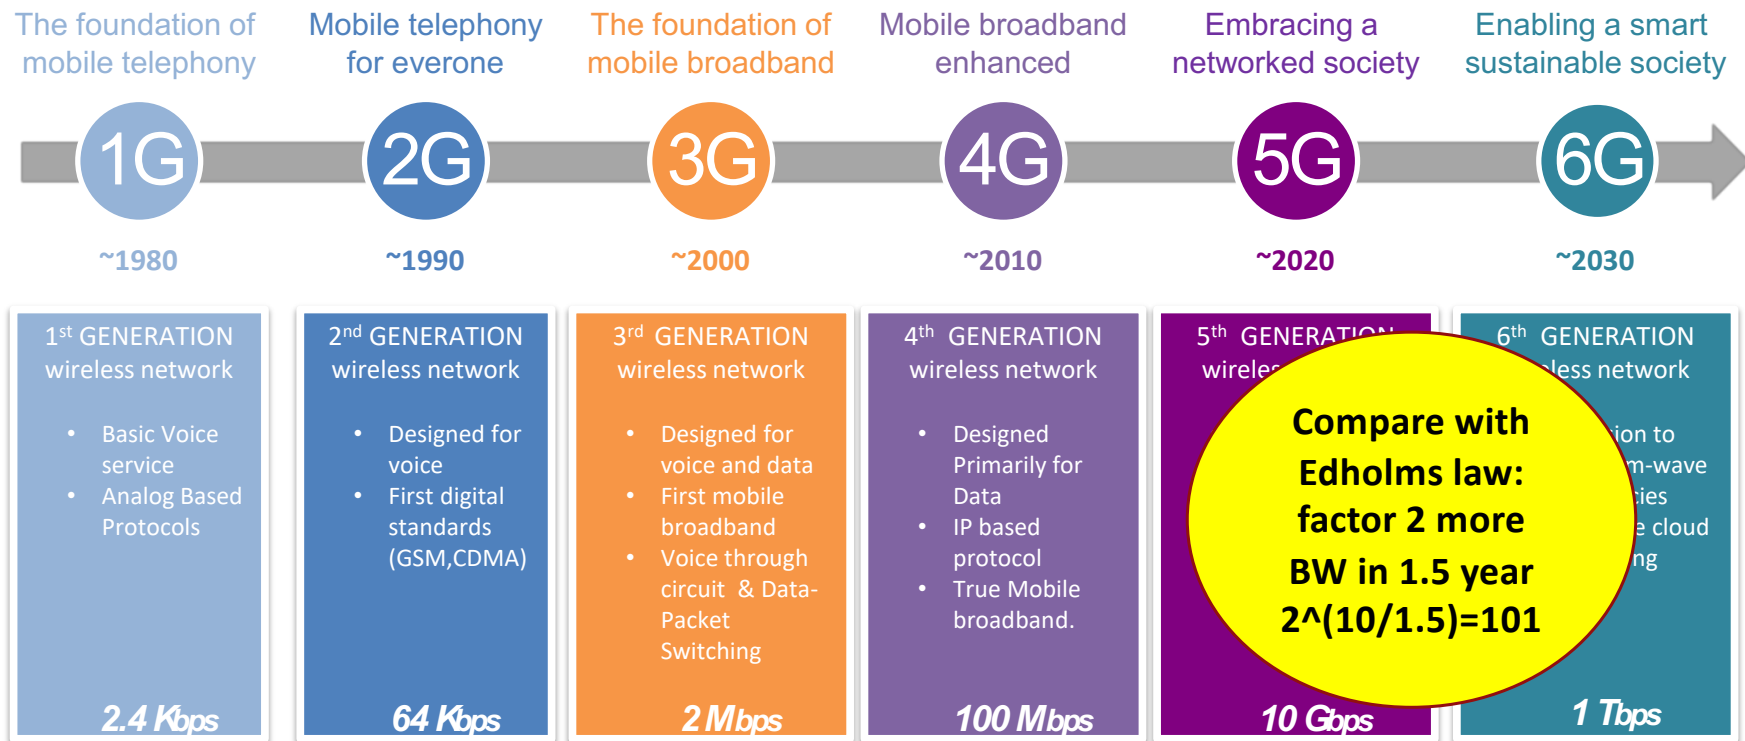 The foundation of
mobile telephony
Mobile telephony
for everone
The foundation of
mobile broadband
Mobile broadband
enhanced
Embracing a
networked society
Enabling a smart
sustainable society
1G
2G
3G
4G
5G
6G
~1980
~1990
~2000
~2010
~2020
~2030
1st GENERATION
wireless network
• Basic Voice
service
• Analog Based
Protocols
2.4 Kbps
2nd GENERATION
wireless network
• Designed for
voice
• First digital
standards
(GSM,CDMA)
64 Kbps
3rd GENERATION
wireless network
• Designed for
voice and data
• First mobile
broadband
• Voice through
circuit & Data-
Packet
Switching
2 Mbps
4th GENERATION
wireless network
• Designed
Primarily for
Data
• IP based
protocol
• True Mobile
broadband.
100 Mbps
5th GENERATION
10 Gbps
Compare with
Edholms law:
factor 2 more
BW in 1.5 year
2^(10/1.5)=101
6th GENERATION
network
to
cloud
1 Tbps